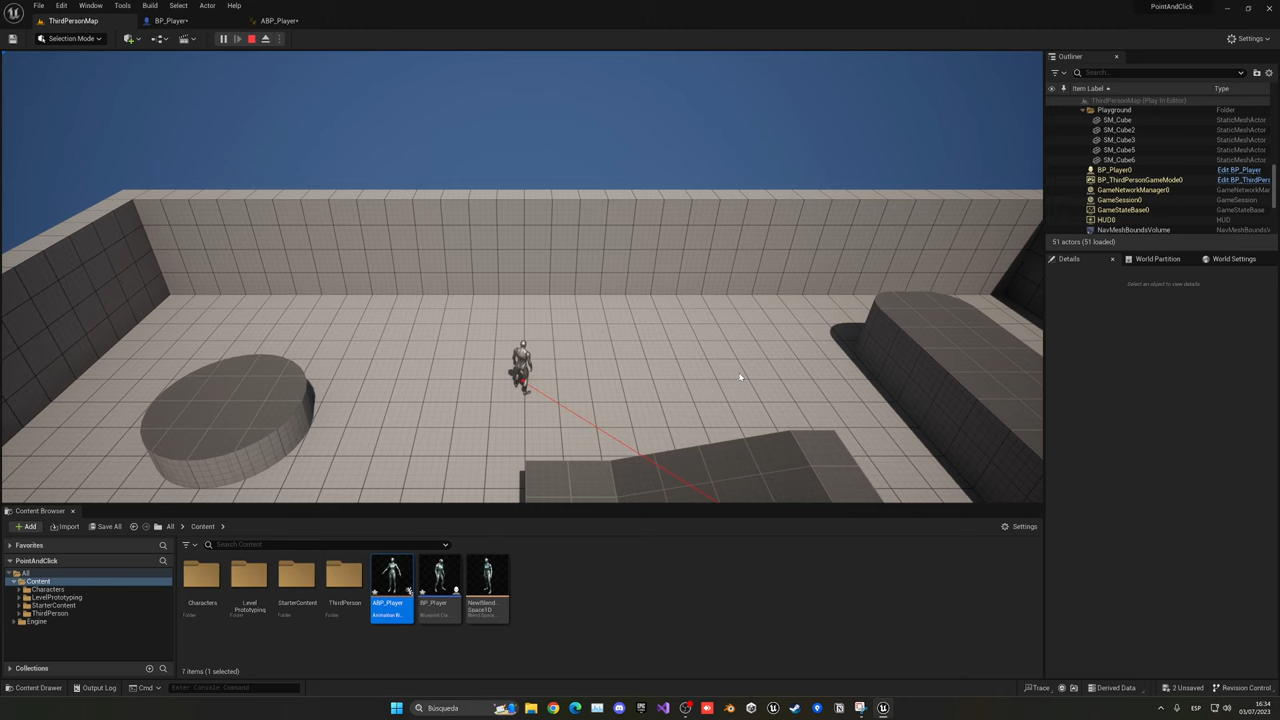 File Edit Window Tools Build Select Actor Help
PointAndClick
ThirdPersonMap BP_Player• ABP_Player•
Selection Mode
Settings
Outliner
Search...
Item Label Type
ThirdPersonMap (Play In Editor)
Playground Folder
SM_Cube StaticMeshActor
SM_Cube2 StaticMeshActor
SM_Cube3 StaticMeshActor
SM_Cube5 StaticMeshActor
SM_Cube6 StaticMeshActor
BP_Player0 Edit BP_Player
BP_ThirdPersonGameMode0 Edit BP_ThirdPers
GameNetworkManager0 GameNetworkMar
GameSession0 GameSession
GameStateBase0 GameStateBase
HUD0 HUD
NavMeshBoundsVolume NavMeshBoundsV
51 actors (51 loaded)
Details World Partition World Settings
Select an object to view details
Content Browser
Add Import Save All All Content Settings
Favorites
Search Content
PointAndClick
All
Content
Characters
LevelPrototyping
StarterContent
ThirdPerson
Engine
Collections
Characters
Folder
Level
Prototyping
Folder
StarterContent
Folder
ThirdPerson
Folder
ABP_Player
Animation Bl...
BP_Player
Blueprint Cla...
NewBlend
Space1D
Blend Space...
7 items (1 selected)
Content Drawer Output Log Cmd Enter Console Command
Trace Derived Data 2 Unsaved Revision Control
Búsqueda
ESP
16:34
03/07/2023